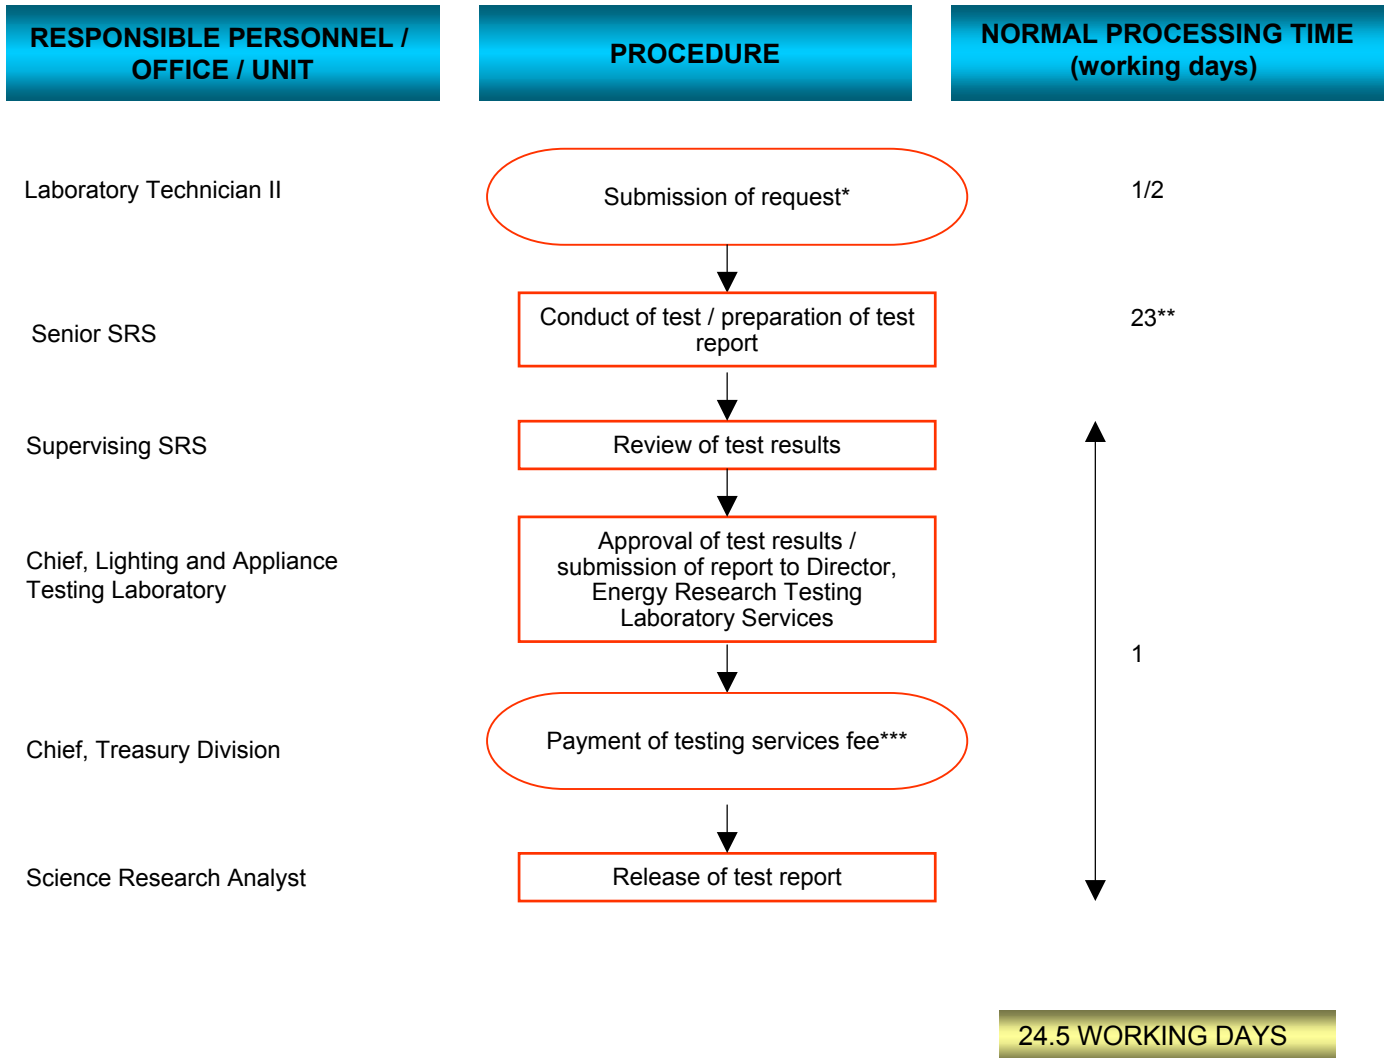 RESPONSIBLE PERSONNEL /
OFFICE / UNIT
PROCEDURE
NORMAL PROCESSING TIME
(working days)
Laboratory Technician II
Submission of request*
1/2
Senior SRS
Conduct of test / preparation of test
report
23**
Supervising SRS
Review of test results
Chief, Lighting and Appliance
Testing Laboratory
Approval of test results /
submission of report to Director,
Energy Research Testing
Laboratory Services
1
Chief, Treasury Division
Payment of testing services fee***
Science Research Analyst
Release of test report
24.5 WORKING DAYS